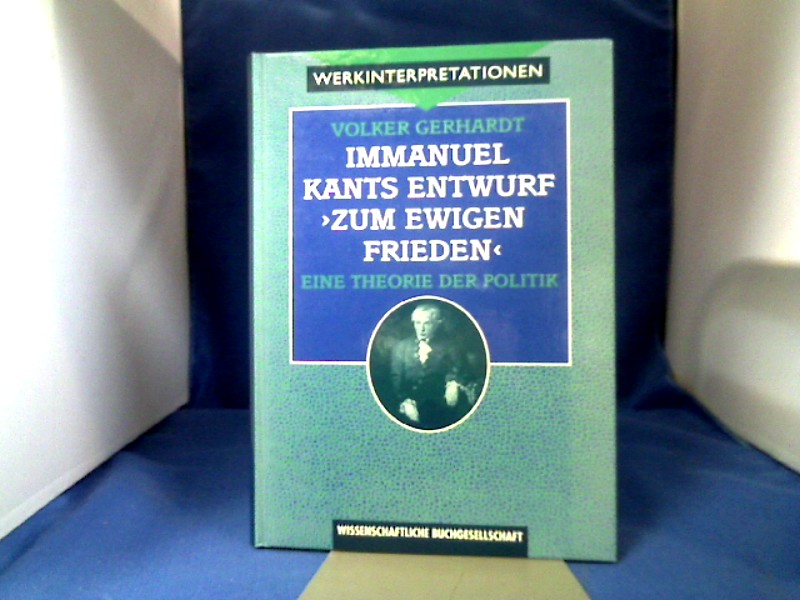 WERKINTERPRETATIONEN
VOLKER GERHARDT
IMMANUEL
KANTS ENTWURF
›ZUM EWIGEN
FRIEDEN‹
EINE THEORIE DER POLITIK
WISSENSCHAFTLICHE BUCHGESELLSCHAFT